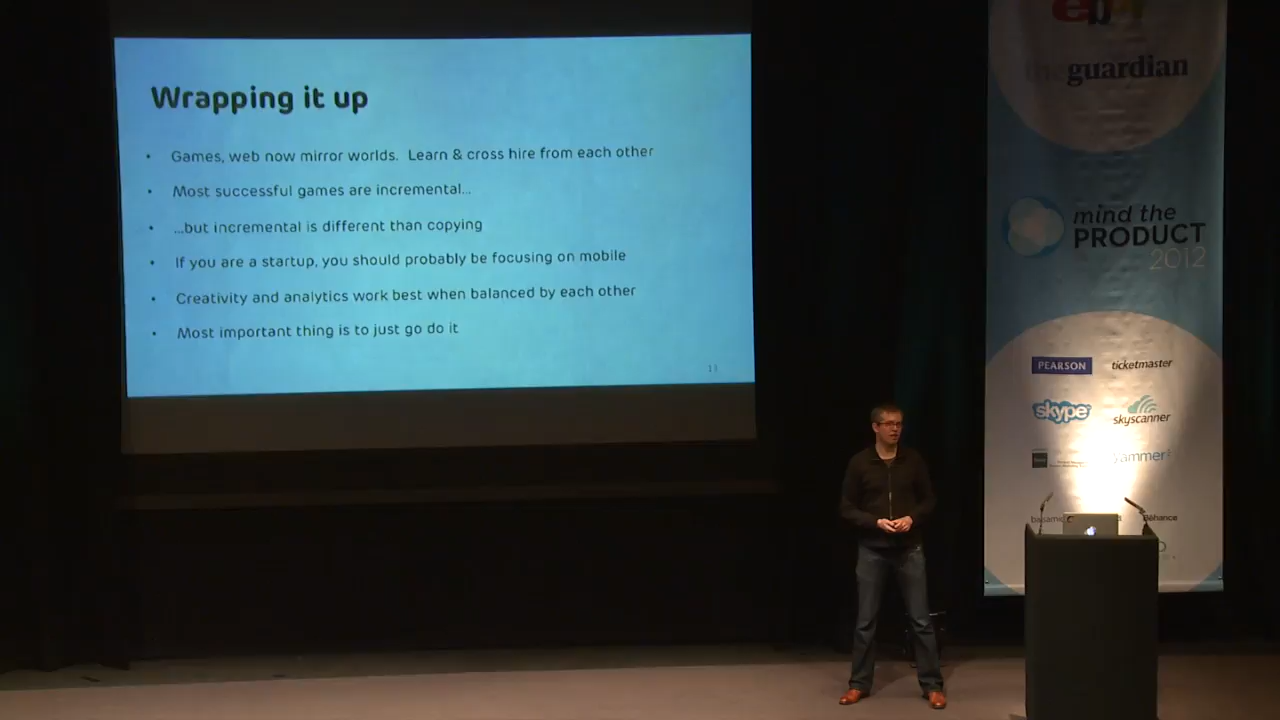 Wrapping it up
• Games, web now mirror worlds. Learn & cross hire from each other
• Most successful games are incremental...
• ...but incremental is different than copying
• If you are a startup, you should probably be focusing on mobile
• Creativity and analytics work best when balanced by each other
• Most important thing is to just go do it
11
theguardian
mind the
PRODUCT
2012
PEARSON
ticketmaster
skype
skyscanner
yammer
Behance